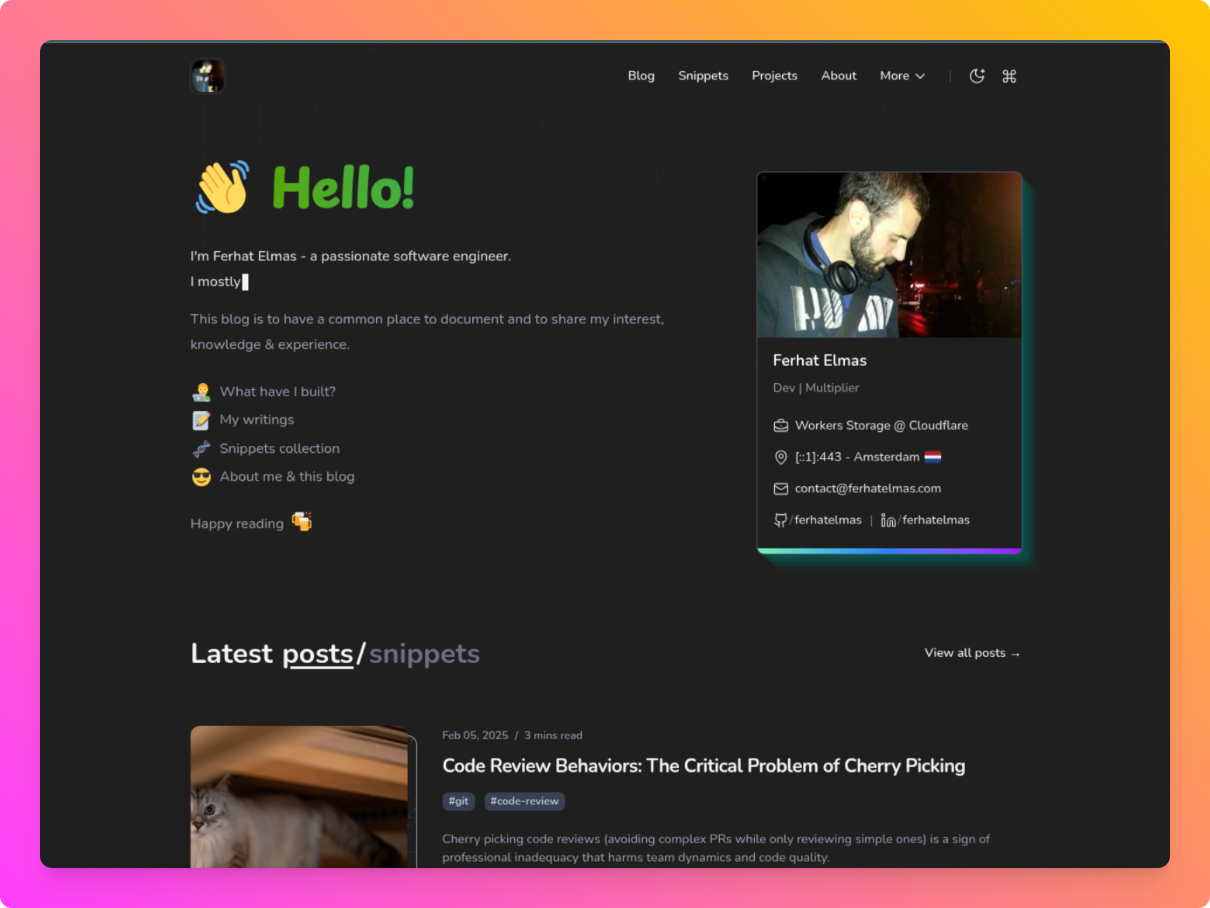 Blog Snippets Projects About More
Hello!
I'm Ferhat Elmas - a passionate software engineer.
I mostly
This blog is to have a common place to document and to share my interest,
knowledge & experience.
What have I built?
My writings
Snippets collection
About me & this blog
Happy reading
Ferhat Elmas
Dev | Multiplier
Workers Storage @ Cloudflare
[::1]:443 - Amsterdam
contact@ferhatelmas.com
/ferhatelmas | /ferhatelmas
Latest posts/snippets
View all posts →
Feb 05, 2025 / 3 mins read
Code Review Behaviors: The Critical Problem of Cherry Picking
#git #code-review
Cherry picking code reviews (avoiding complex PRs while only reviewing simple ones) is a sign of
professional inadequacy that harms team dynamics and code quality.